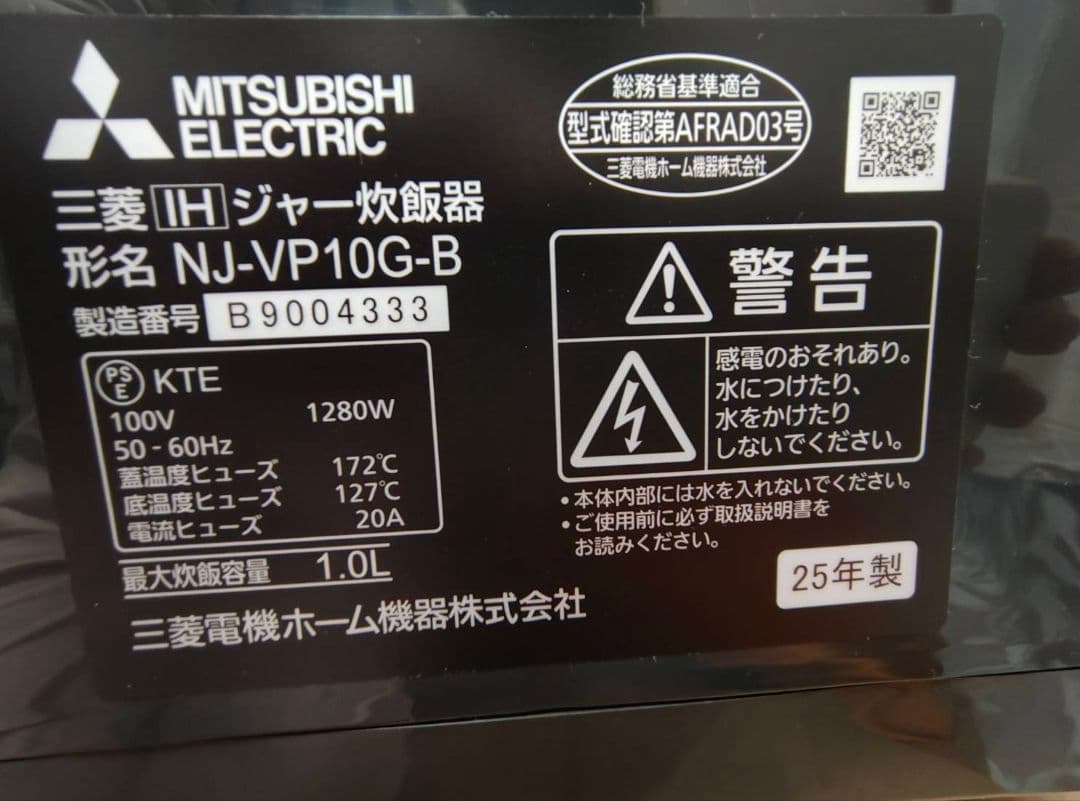 MITSUBISHI
ELECTRIC
三菱 IH ジャー炊飯器
形名 NJ-VP10G-B
製造番号 B9004333
PSE KTE
100V 1280W
50-60Hz
蓋温度ヒューズ 172℃
底温度ヒューズ 127℃
電流ヒューズ 20A
最大炊飯容量 1.0L
三菱電機ホーム機器株式会社
総務省基準適合
型式確認第AFRAD03号
三菱電機ホーム機器株式会社
警告
感電のおそれあり。
水につけたり、
水をかけたり
しないでください。
•本体内部には水を入れないでください。
•ご使用前に必ず取扱説明書を
お読みください。
25年製